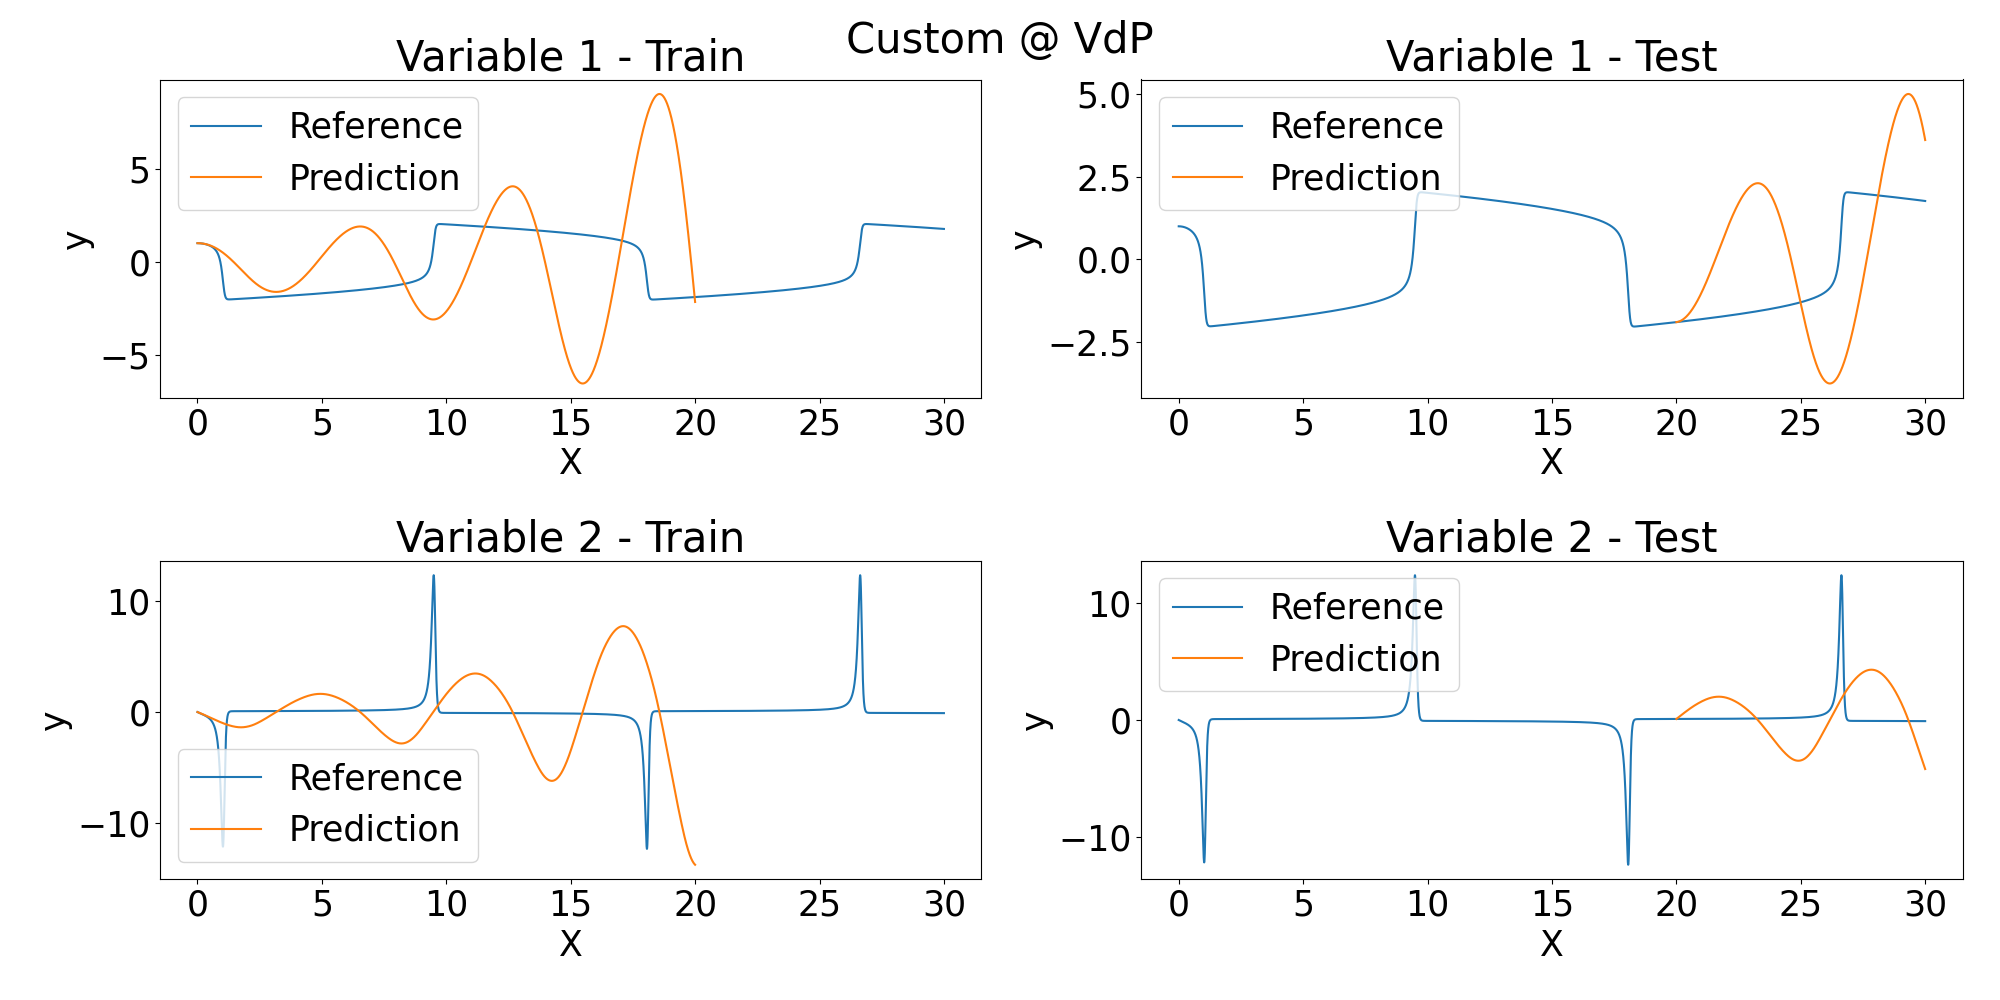 Custom @ VdP
Variable 1 - Train
Reference
Prediction
y
5
0
−5
0 5 10 15 20 25 30
X
Variable 1 - Test
Reference
Prediction
y
5.0
2.5
0.0
−2.5
0 5 10 15 20 25 30
X
Variable 2 - Train
Reference
Prediction
y
10
0
−10
0 5 10 15 20 25 30
X
Variable 2 - Test
Reference
Prediction
y
10
0
−10
0 5 10 15 20 25 30
X